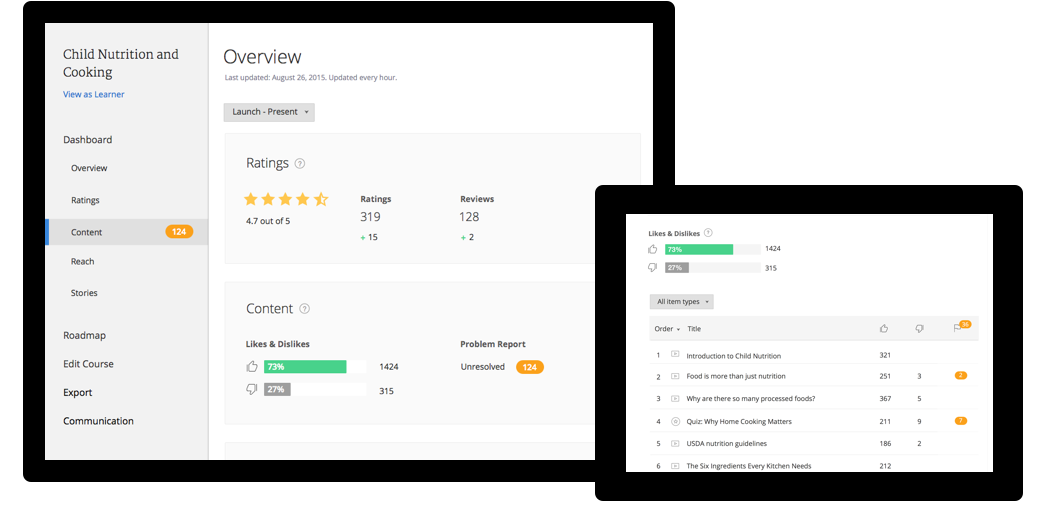 Child Nutrition and
Cooking
View as Learner
Dashboard
Overview
Ratings
Content 124
Reach
Stories
Roadmap
Edit Course
Export
Communication
Overview
Last updated: August 26, 2015. Updated every hour.
Launch - Present
Ratings ?
4.7 out of 5
Ratings
319
+ 15
Reviews
128
+ 2
Content ?
Likes & Dislikes
73% 1424
27% 315
Problem Report
Unresolved 124
Likes & Dislikes ?
73% 1424
27% 315
All item types
Order Title 36
1 Introduction to Child Nutrition 321
2 Food is more than just nutrition 251 3 2
3 Why are there so many processed foods? 367 5
4 Quiz: Why Home Cooking Matters 211 9 7
5 USDA nutrition guidelines 186 2
6 The Six Ingredients Every Kitchen Needs 212